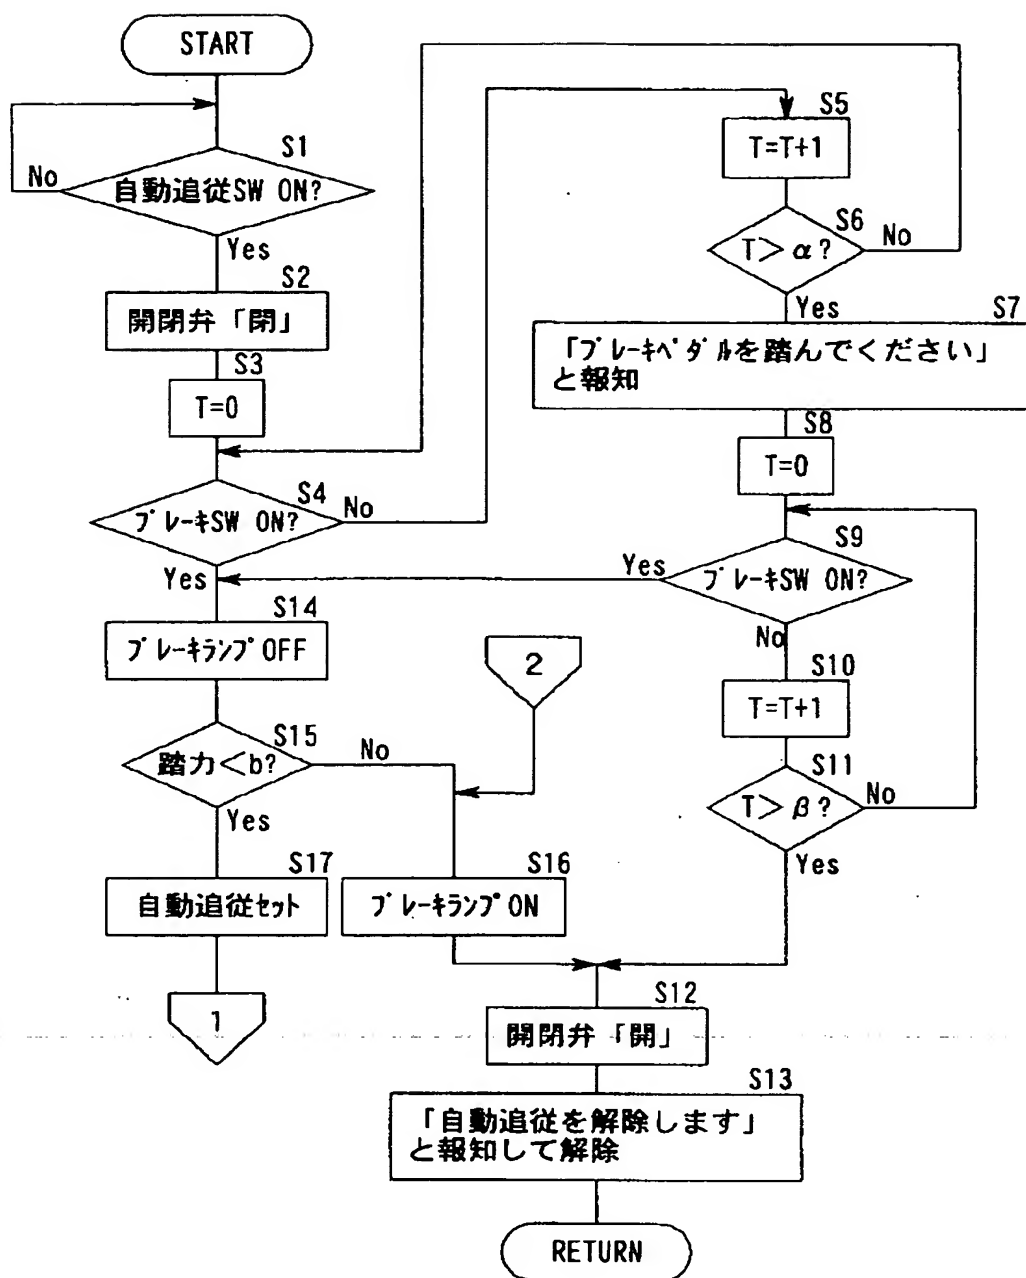 START
S1
自動追従SW ON?
No
Yes
S2
開閉弁「閉」
S3
T=0
S4
ブレーキSW ON?
No
Yes
S14
ブレーキランプOFF
S15
踏力<b?
No
Yes
S17
自動追従セット
1
2
S16
ブレーキランプON
S5
T=T+1
S6
T>α?
No
Yes
S7
「ブレーキペダルを踏んでください」
と報知
S8
T=0
S9
ブレーキSW ON?
Yes
No
S10
T=T+1
S11
T>β?
No
Yes
S12
開閉弁「開」
S13
「自動追従を解除します」
と報知して解除
RETURN